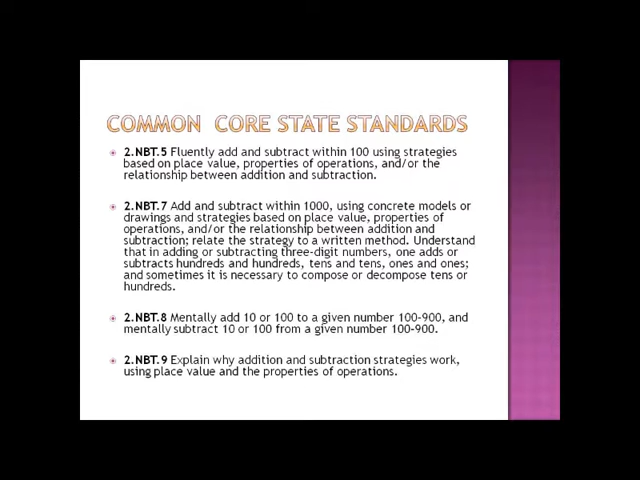 COMMON CORE STATE STANDARDS
2.NBT.5 Fluently add and subtract within 100 using strategies
based on place value, properties of operations, and/or the
relationship between addition and subtraction.
2.NBT.7 Add and subtract within 1000, using concrete models or
drawings and strategies based on place value, properties of
operations, and/or the relationship between addition and
subtraction; relate the strategy to a written method. Understand
that in adding or subtracting three-digit numbers, one adds or
subtracts hundreds and hundreds, tens and tens, ones and ones;
and sometimes it is necessary to compose or decompose tens or
hundreds.
2.NBT.8 Mentally add 10 or 100 to a given number 100-900, and
mentally subtract 10 or 100 from a given number 100-900.
2.NBT.9 Explain why addition and subtraction strategies work,
using place value and the properties of operations.